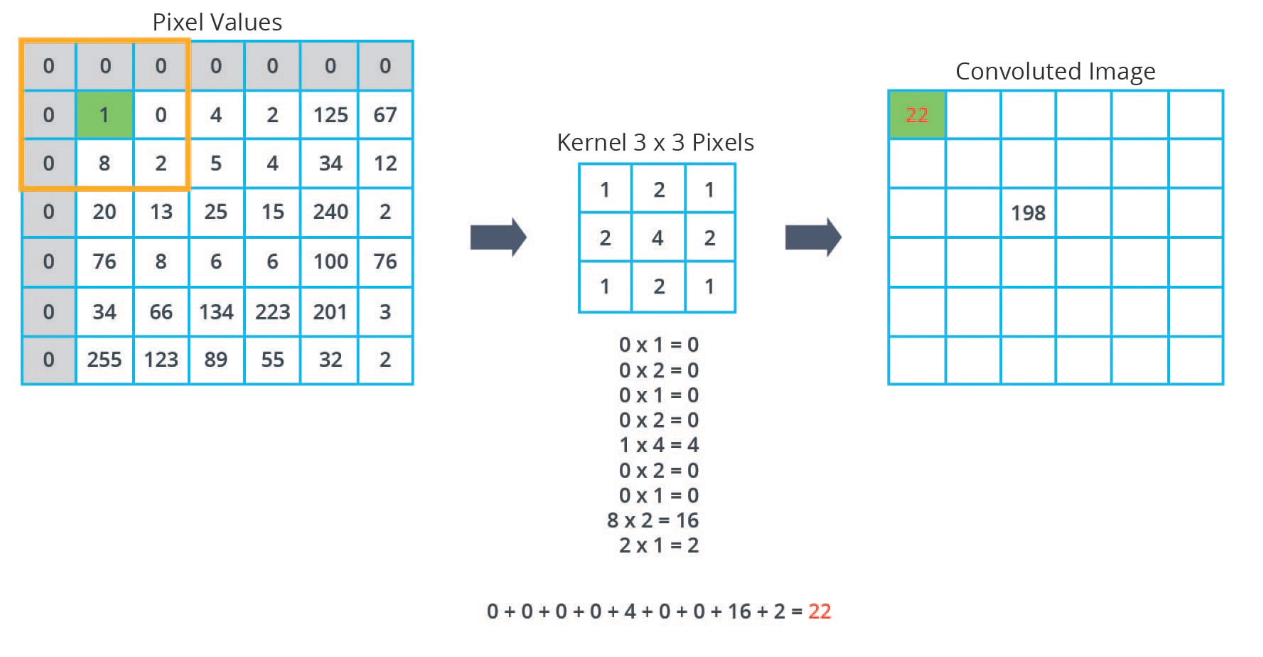 Pixel Values
0 0 0 0 0 0 0
0 1 0 4 2 125 67
0 8 2 5 4 34 12
0 20 13 25 15 240 2
0 76 8 6 6 100 76
0 34 66 134 223 201 3
0 255 123 89 55 32 2
Kernel 3 x 3 Pixels
1 2 1
2 4 2
1 2 1
0 x 1 = 0
0 x 2 = 0
0 x 1 = 0
0 x 2 = 0
1 x 4 = 4
0 x 2 = 0
0 x 1 = 0
8 x 2 = 16
2 x 1 = 2
0 + 0 + 0 + 0 + 4 + 0 + 0 + 16 + 2 = 22
Convoluted Image
22
198